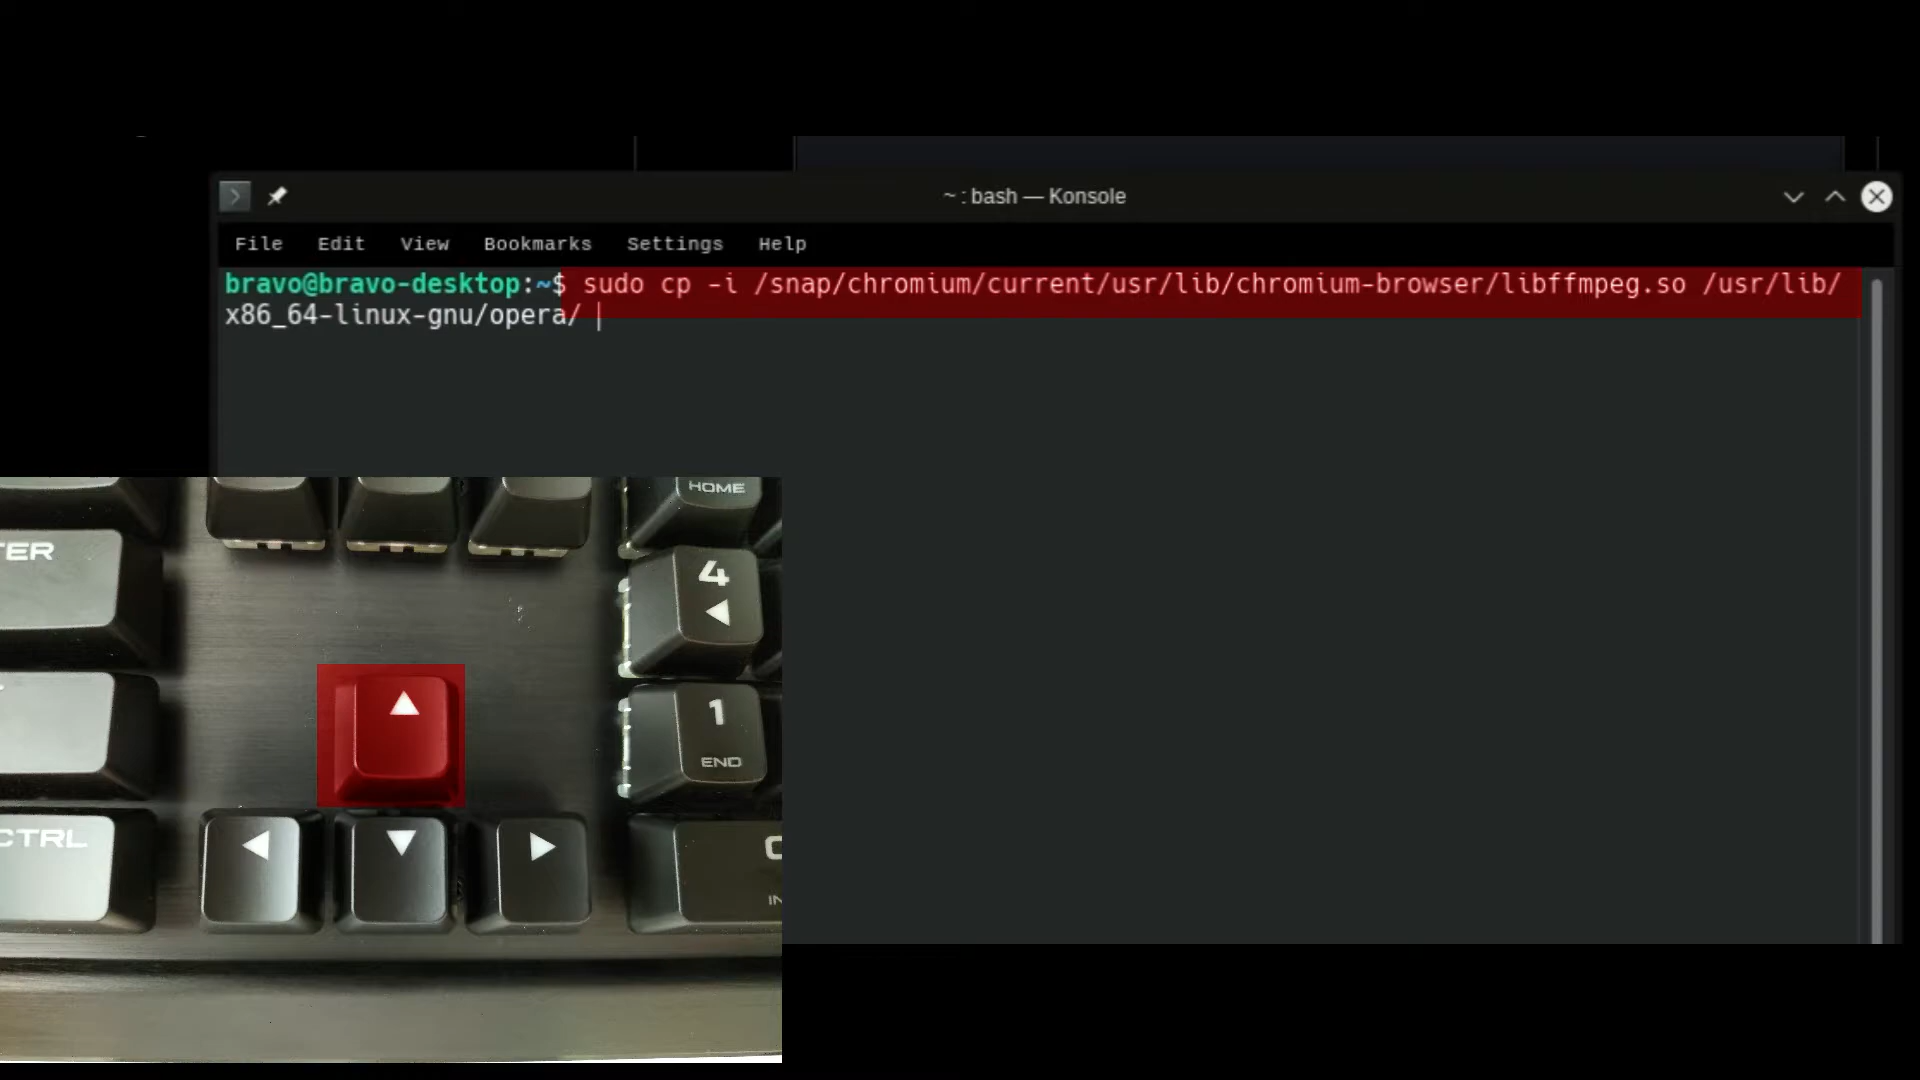 ~ : bash — Konsole
File Edit View Bookmarks Settings Help
bravo@bravo-desktop:~$ sudo cp -i /snap/chromium/current/usr/lib/chromium-browser/libffmpeg.so /usr/lib/
x86_64-linux-gnu/opera/
HOME
TER
4
1
END
CTRL